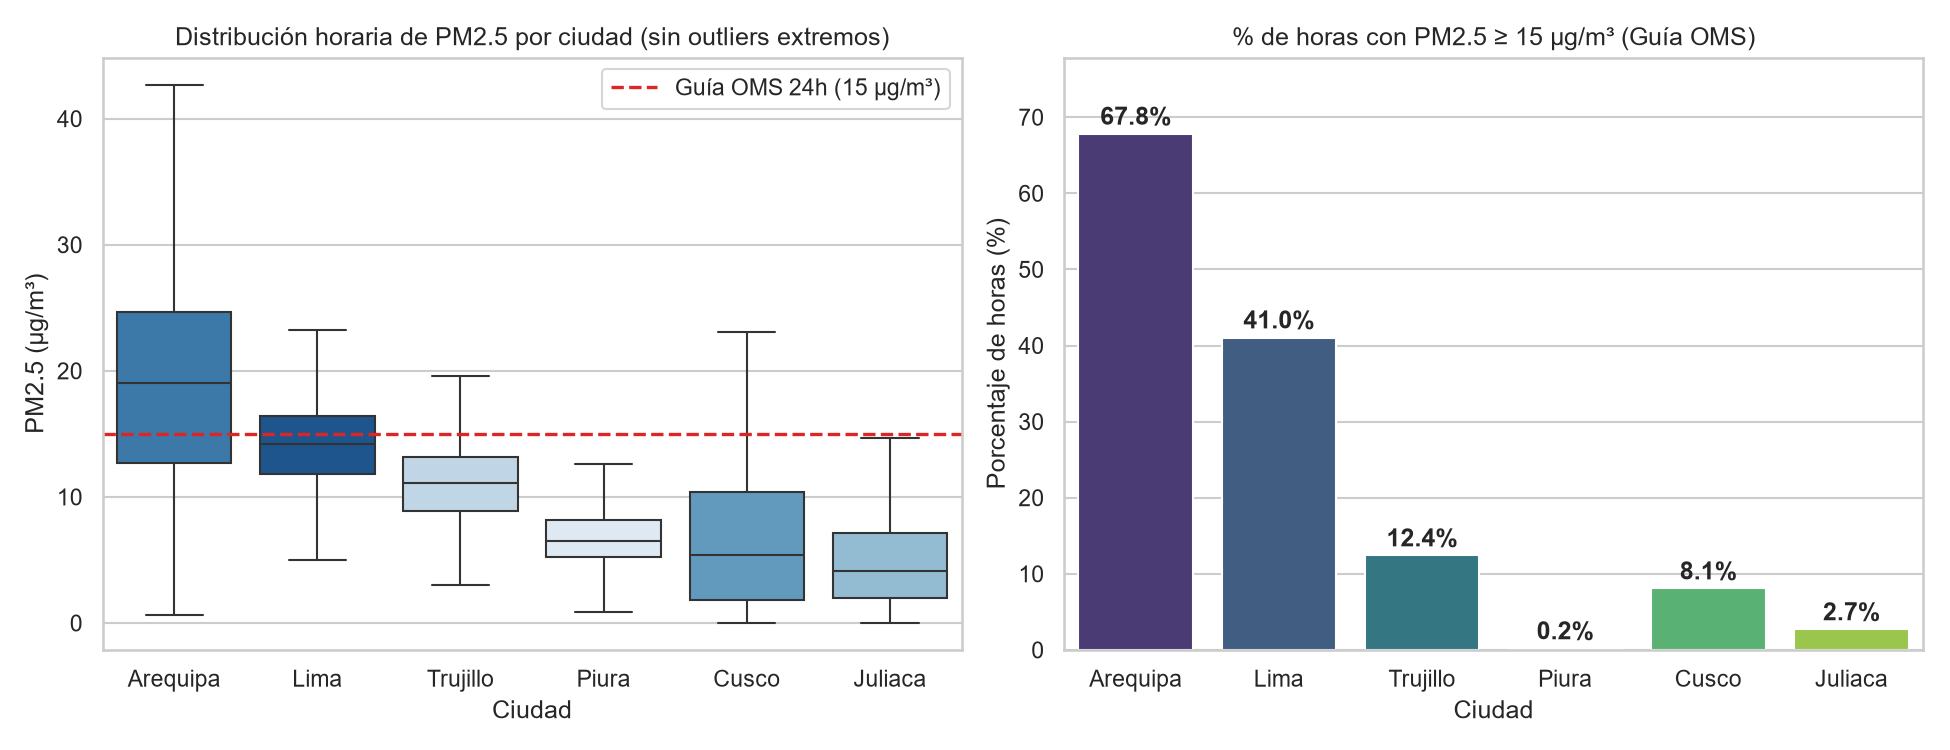 Distribución horaria de PM2.5 por ciudad (sin outliers extremos)
Guía OMS 24h (15 µg/m³)
PM2.5 (µg/m³)
40
30
20
10
0
Arequipa Lima Trujillo Piura Cusco Juliaca
Ciudad
% de horas con PM2.5 ≥ 15 µg/m³ (Guía OMS)
Porcentaje de horas (%)
70
60
50
40
30
20
10
0
67.8%
41.0%
12.4%
0.2%
8.1%
2.7%
Arequipa Lima Trujillo Piura Cusco Juliaca
Ciudad